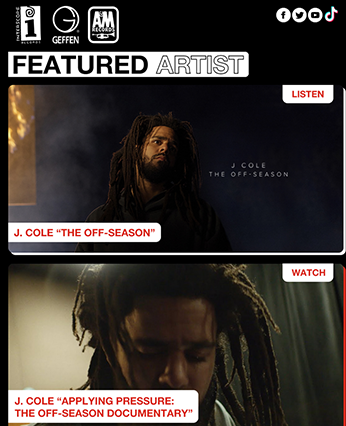 INTERSCOPE
GEFFEN
A&M
RECORDS
FEATURED ARTIST
LISTEN
J. COLE
THE OFF-SEASON
J. COLE “THE OFF-SEASON”
WATCH
J. COLE “APPLYING PRESSURE:
THE OFF-SEASON DOCUMENTARY”